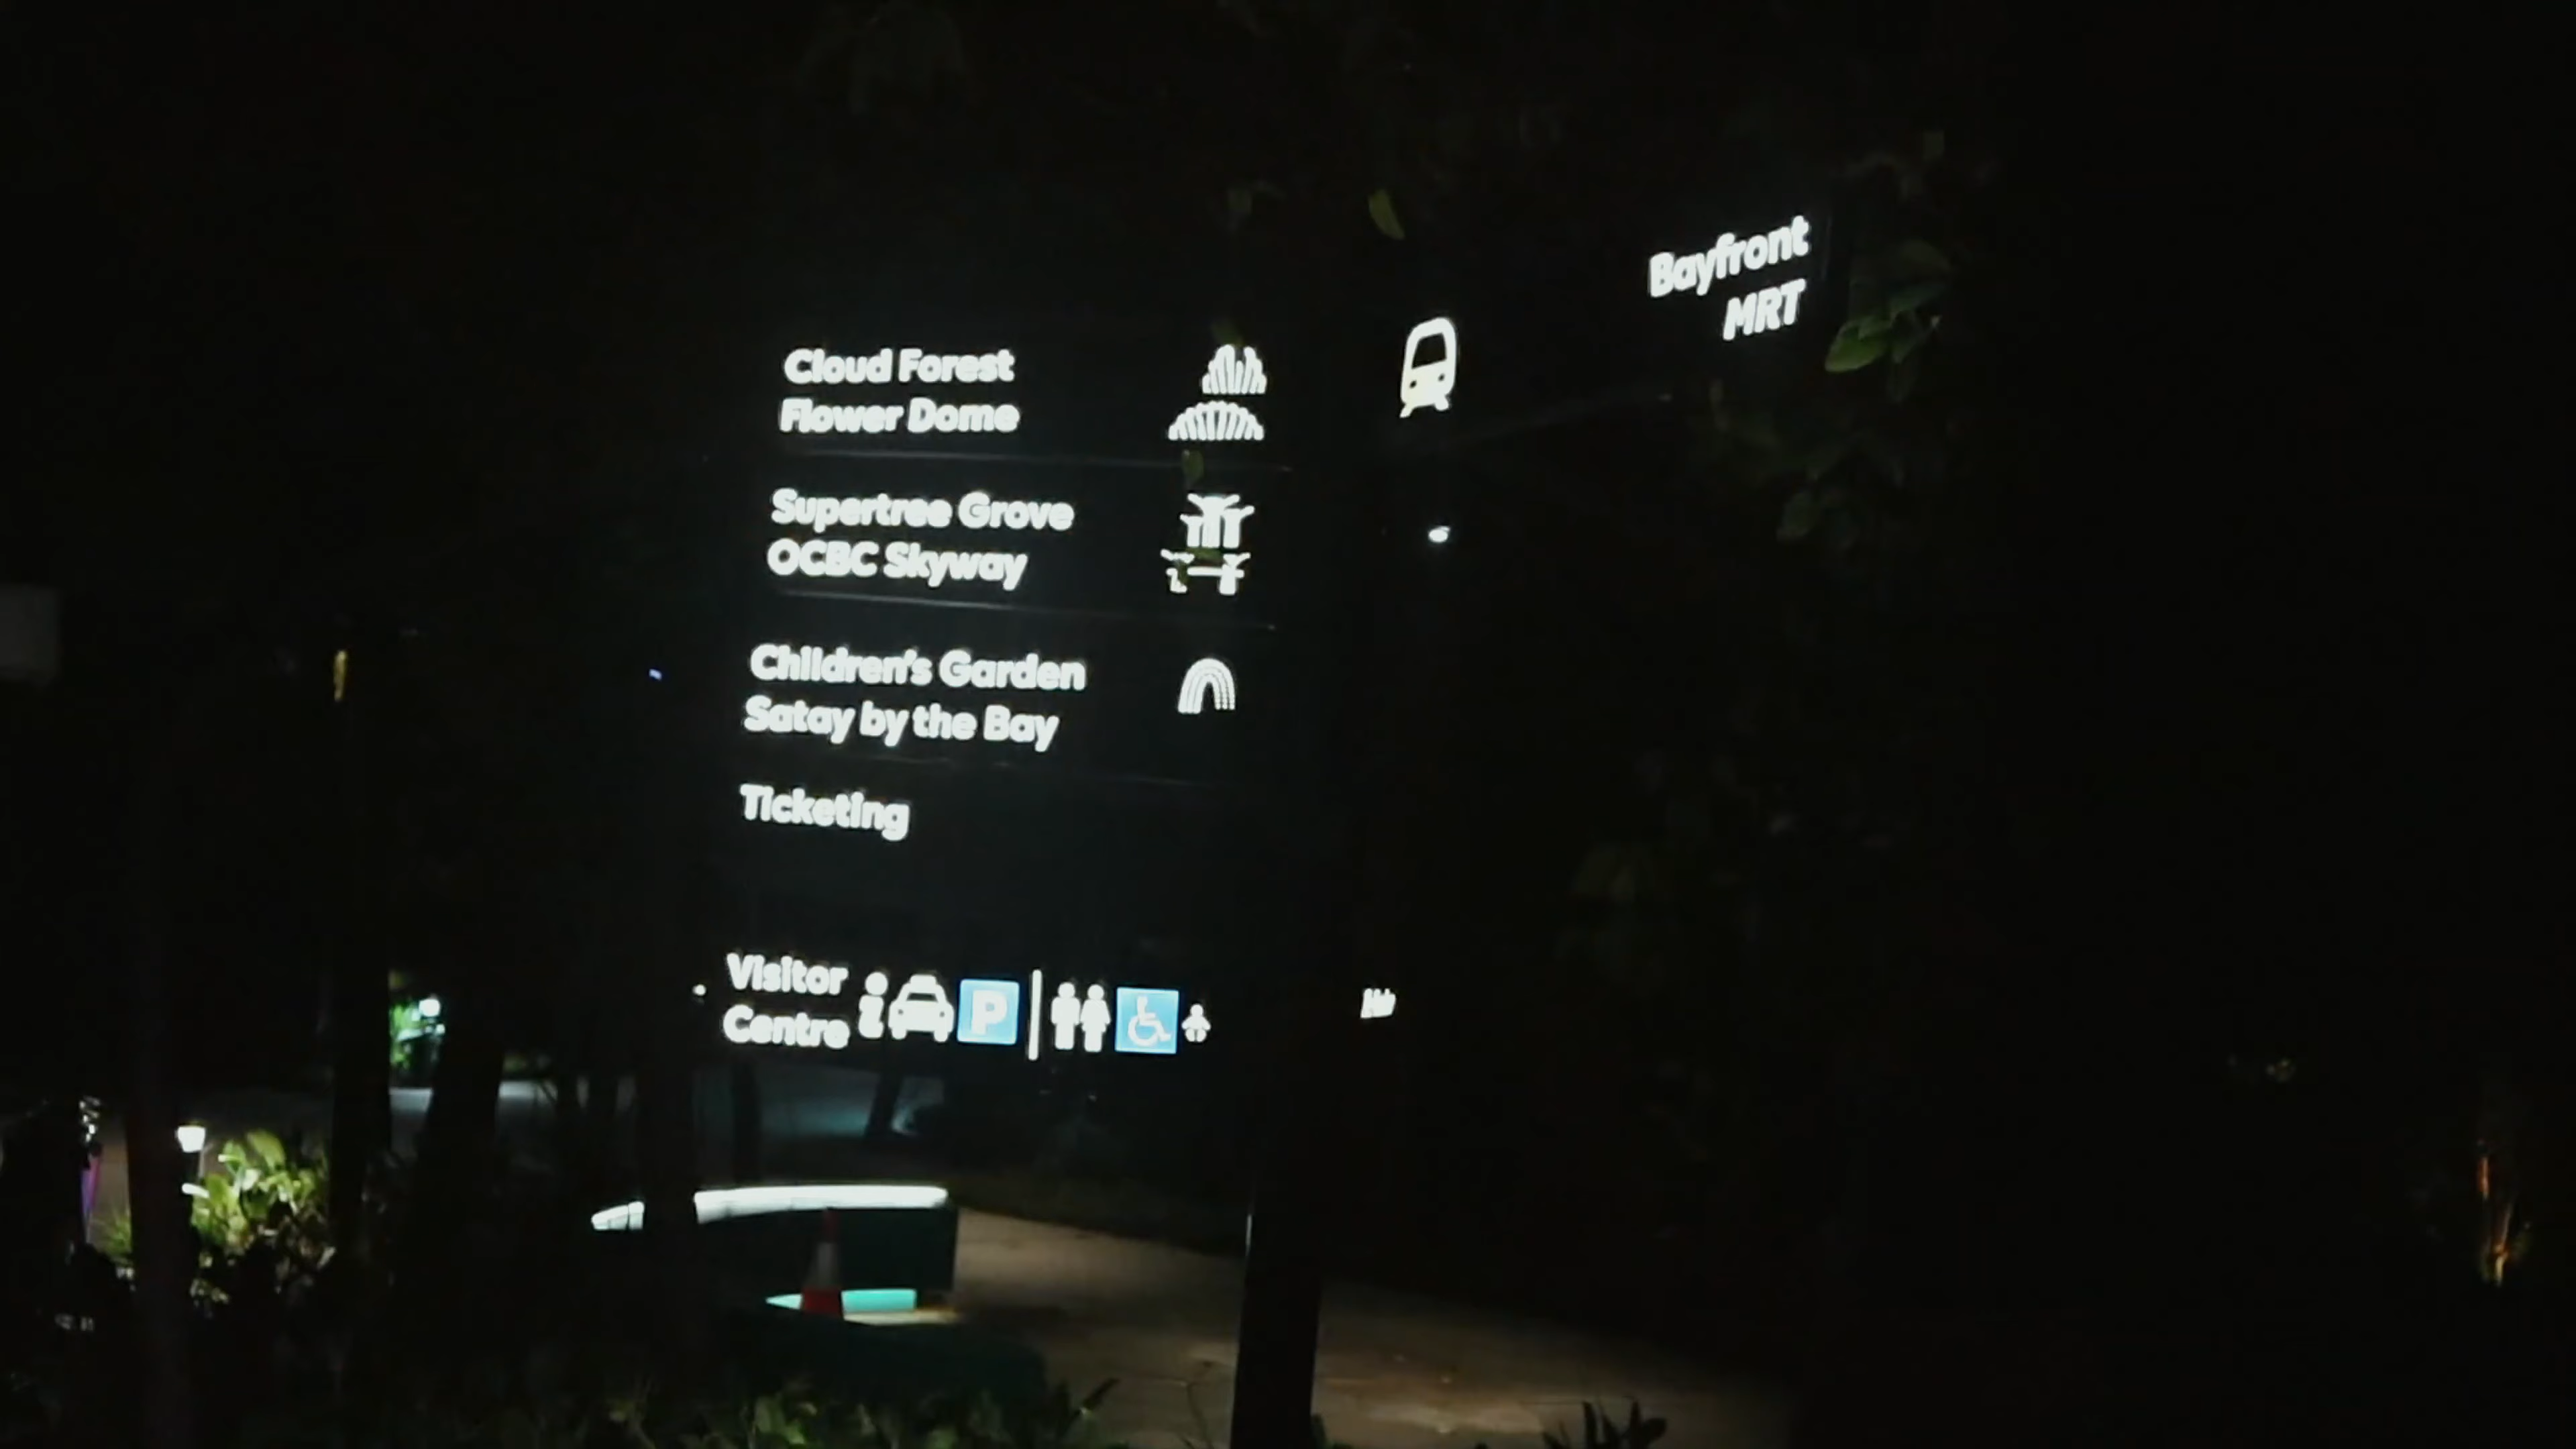 Cloud Forest
Flower Dome
Supertree Grove
OCBC Skyway
Children's Garden
Satay by the Bay
Ticketing
Visitor
Centre
P
Bayfront
MRT